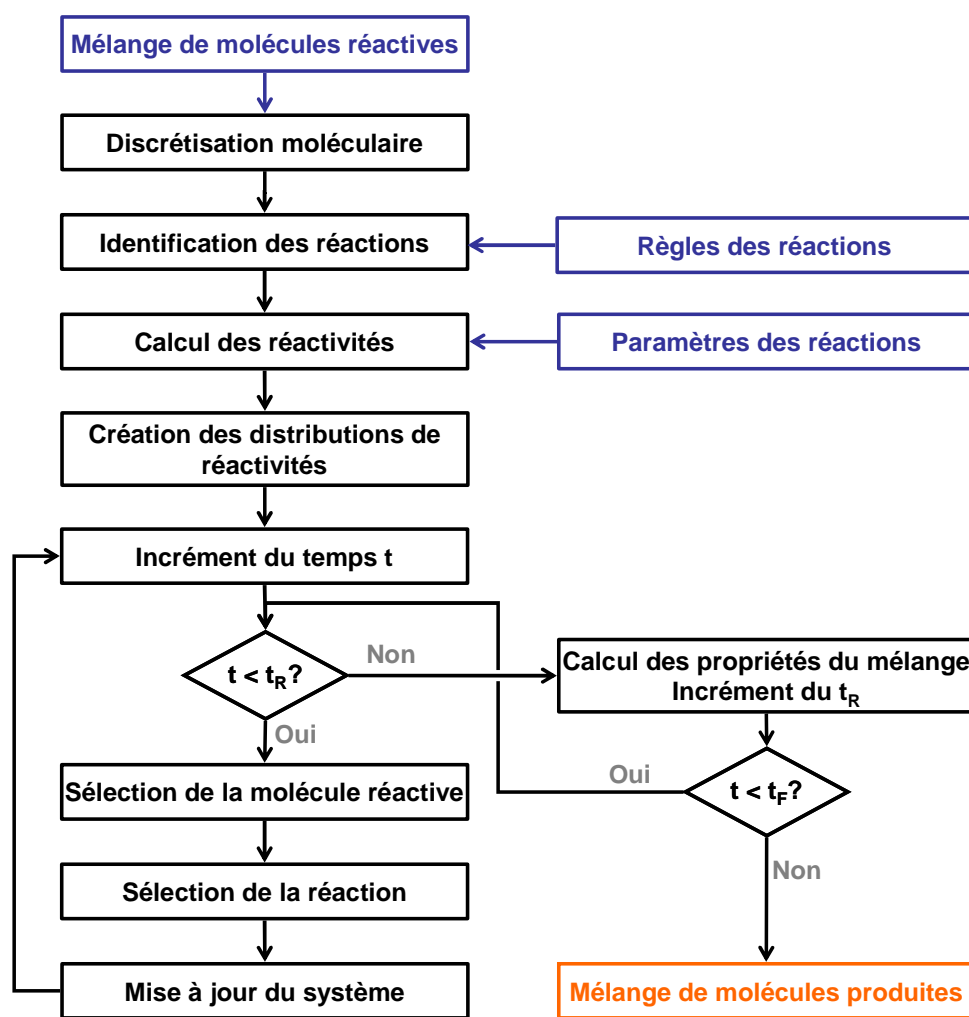 Mélange de molécules réactives
Discrétisation moléculaire
Identification des réactions
Règles des réactions
Calcul des réactivités
Paramètres des réactions
Création des distributions de
réactivités
Incrément du temps t
t < tR?
Non
Calcul des propriétés du mélange
Incrément du tR
Oui
Oui
t < tF?
Sélection de la molécule réactive
Sélection de la réaction
Non
Mise à jour du système
Mélange de molécules produites